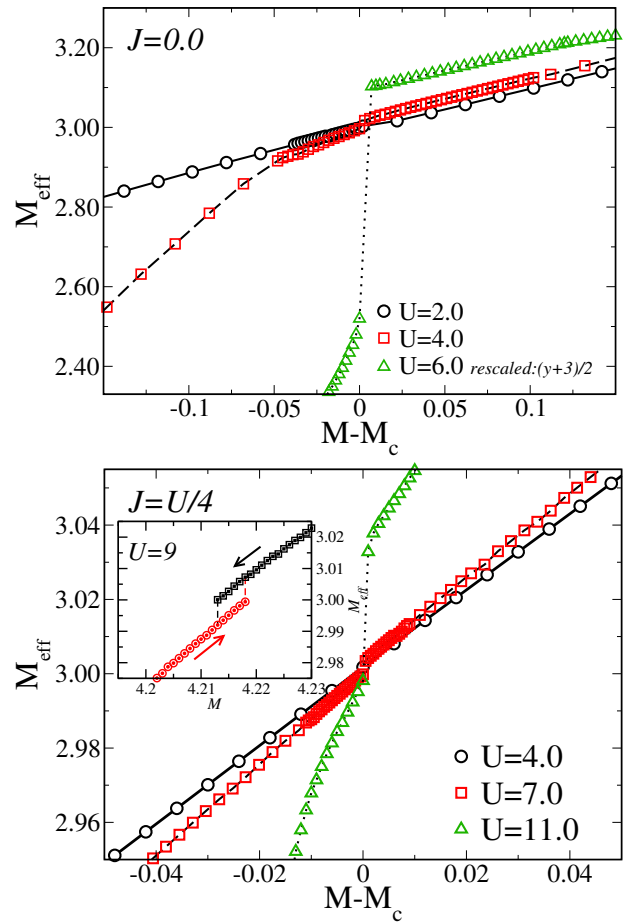 J=0.0
3.20
3.00
2.80
2.60
2.40
M_eff
U=2.0
U=4.0
U=6.0 rescaled:(y+3)/2
-0.1 -0.05 0 0.05 0.1
M-M_c
J=U/4
3.04
3.02
3.00
2.98
2.96
M_eff
U=9
3.02
3.01
3.00
2.99
2.98
M_eff
4.2 4.21 4.22 4.23
M
U=4.0
U=7.0
U=11.0
-0.04 -0.02 0 0.02 0.04
M-M_c